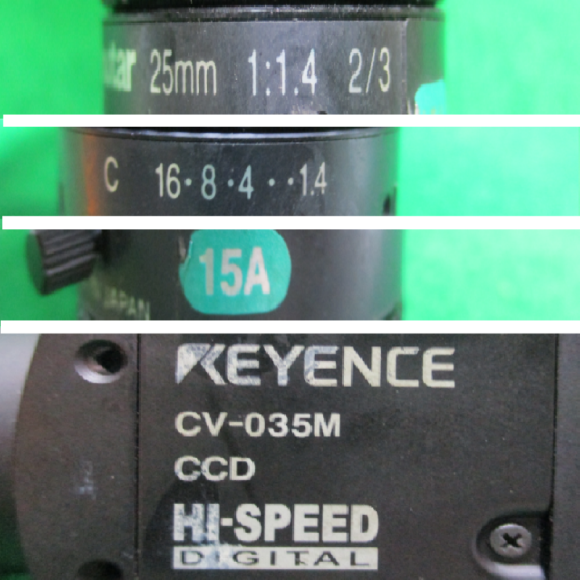 25mm 1:1.4 2/3
C 16·8·4··1.4
15A
JAPAN
KEYENCE
CV-035M
CCD
HI-SPEED
DIGITAL